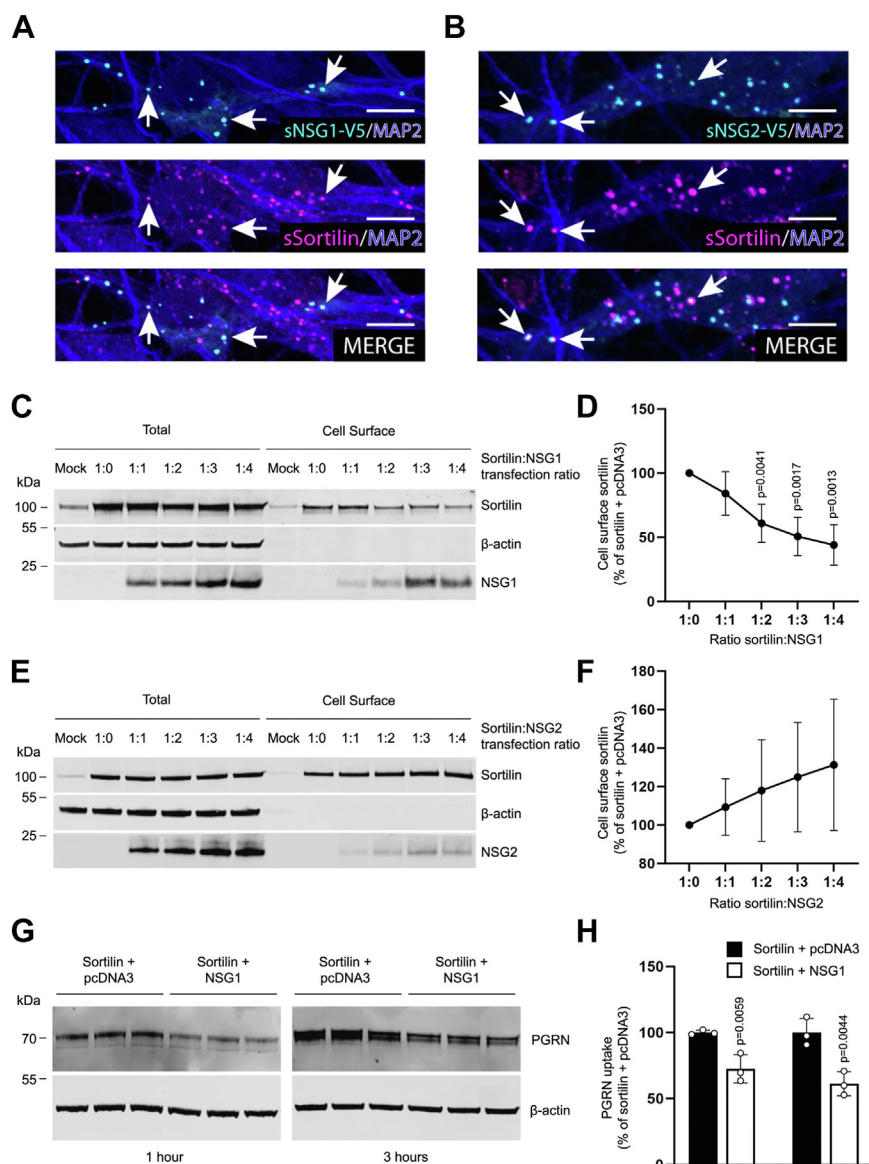 A
B
sNSG1-V5/MAP2
sNSG2-V5/MAP2
sSortilin/MAP2
sSortilin/MAP2
MERGE
MERGE
C
Total
Cell Surface
Mock 1:0 1:1 1:2 1:3 1:4 Mock 1:0 1:1 1:2 1:3 1:4
Sortilin:NSG1
transfection ratio
kDa
100
55
25
Sortilin
β-actin
NSG1
D
Cell surface sortilin
(% of sortilin + pcDNA3)
150
100
50
0
p=0.0041
p=0.0017
p=0.0013
1:0 1:1 1:2 1:3 1:4
Ratio sortilin:NSG1
E
Total
Cell Surface
Mock 1:0 1:1 1:2 1:3 1:4 Mock 1:0 1:1 1:2 1:3 1:4
Sortilin:NSG2
transfection ratio
kDa
100
55
25
Sortilin
β-actin
NSG2
F
Cell surface sortilin
(% of sortilin + pcDNA3)
180
160
140
120
100
80
1:0 1:1 1:2 1:3 1:4
Ratio sortilin:NSG2
G
Sortilin +
pcDNA3
Sortilin +
NSG1
Sortilin +
pcDNA3
Sortilin +
NSG1
kDa
70
55
PGRN
β-actin
1 hour
3 hours
H
Sortilin + pcDNA3
Sortilin + NSG1
PGRN uptake
(% of sortilin + pcDNA3)
150
100
50
p=0.0059
p=0.0044